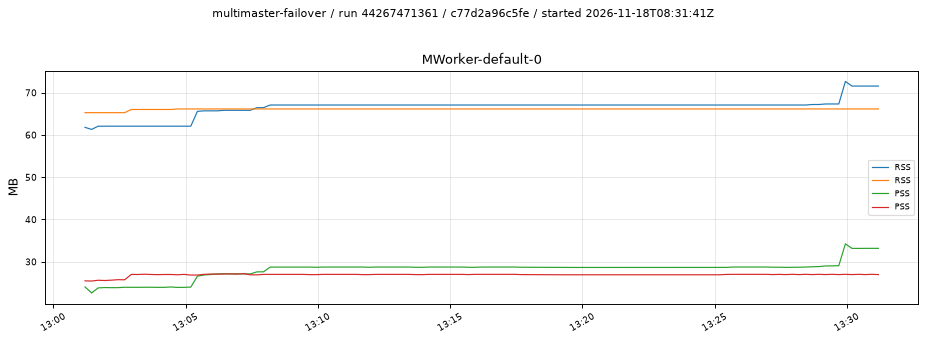 multimaster-failover / run 44267471361 / c77d2a96c5fe / started 2026-11-18T08:31:41Z
MWorker-default-0
MB
70
60
50
40
30
RSS
RSS
PSS
PSS
13:00
13:05
13:10
13:15
13:20
13:25
13:30